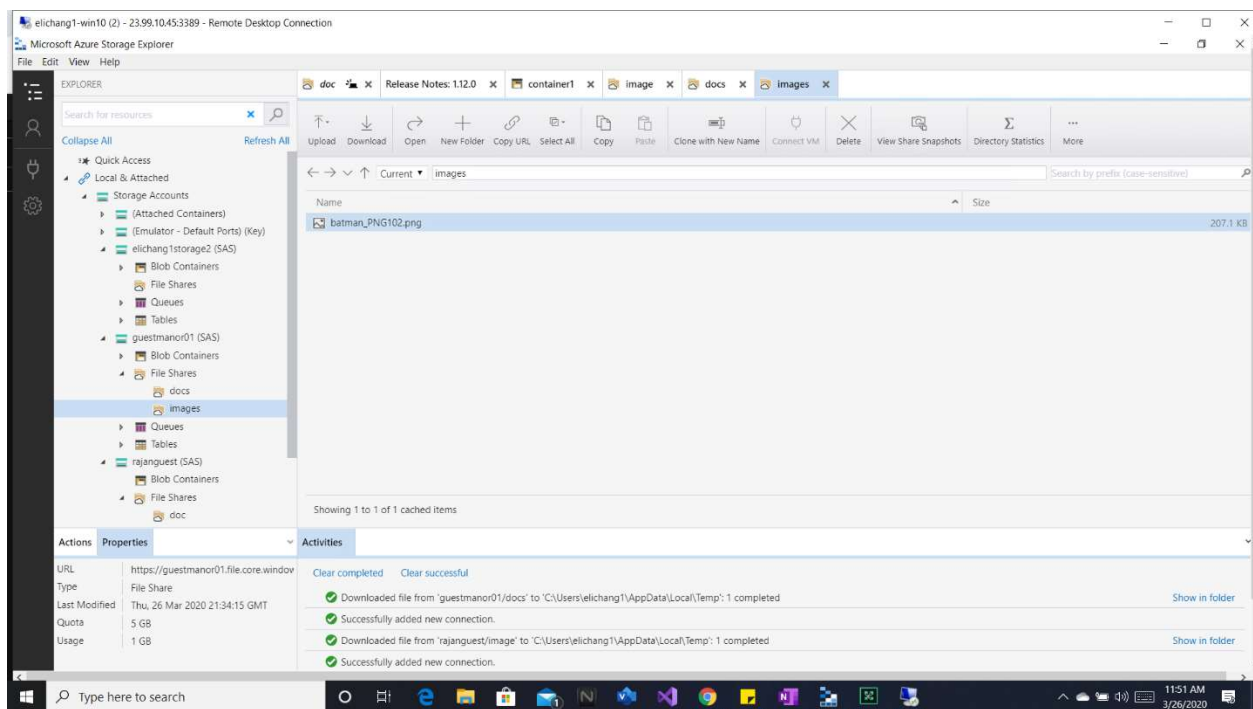 elichang1-win10 (2) - 23.99.10.45:3389 - Remote Desktop Connection
Microsoft Azure Storage Explorer
File Edit View Help
EXPLORER
Search for resources
Collapse All Refresh All
Quick Access
Local & Attached
Storage Accounts
(Attached Containers)
(Emulator - Default Ports) (Key)
elichang1storage2 (SAS)
Blob Containers
File Shares
Queues
Tables
guestmanor01 (SAS)
Blob Containers
File Shares
docs
images
Queues
Tables
rajanguest (SAS)
Blob Containers
File Shares
doc
doc Release Notes: 1.12.0 container1 image docs images
Upload Download Open New Folder Copy URL Select All Copy Paste Clone with New Name Connect VM Delete View Share Snapshots Directory Statistics More
Current images Search by prefix (case-sensitive)
Name Size
batman_PNG102.png 207.1 KB
Showing 1 to 1 of 1 cached items
Actions Properties
URL https://guestmanor01.file.core.window
Type File Share
Last Modified Thu, 26 Mar 2020 21:34:15 GMT
Quota 5 GB
Usage 1 GB
Activities
Clear completed Clear successful
Downloaded file from 'guestmanor01/docs' to 'C:\Users\elichang1\AppData\Local\Temp': 1 completed Show in folder
Successfully added new connection.
Downloaded file from 'rajanguest/image' to 'C:\Users\elichang1\AppData\Local\Temp': 1 completed Show in folder
Successfully added new connection.
Type here to search
11:51 AM
3/26/2020